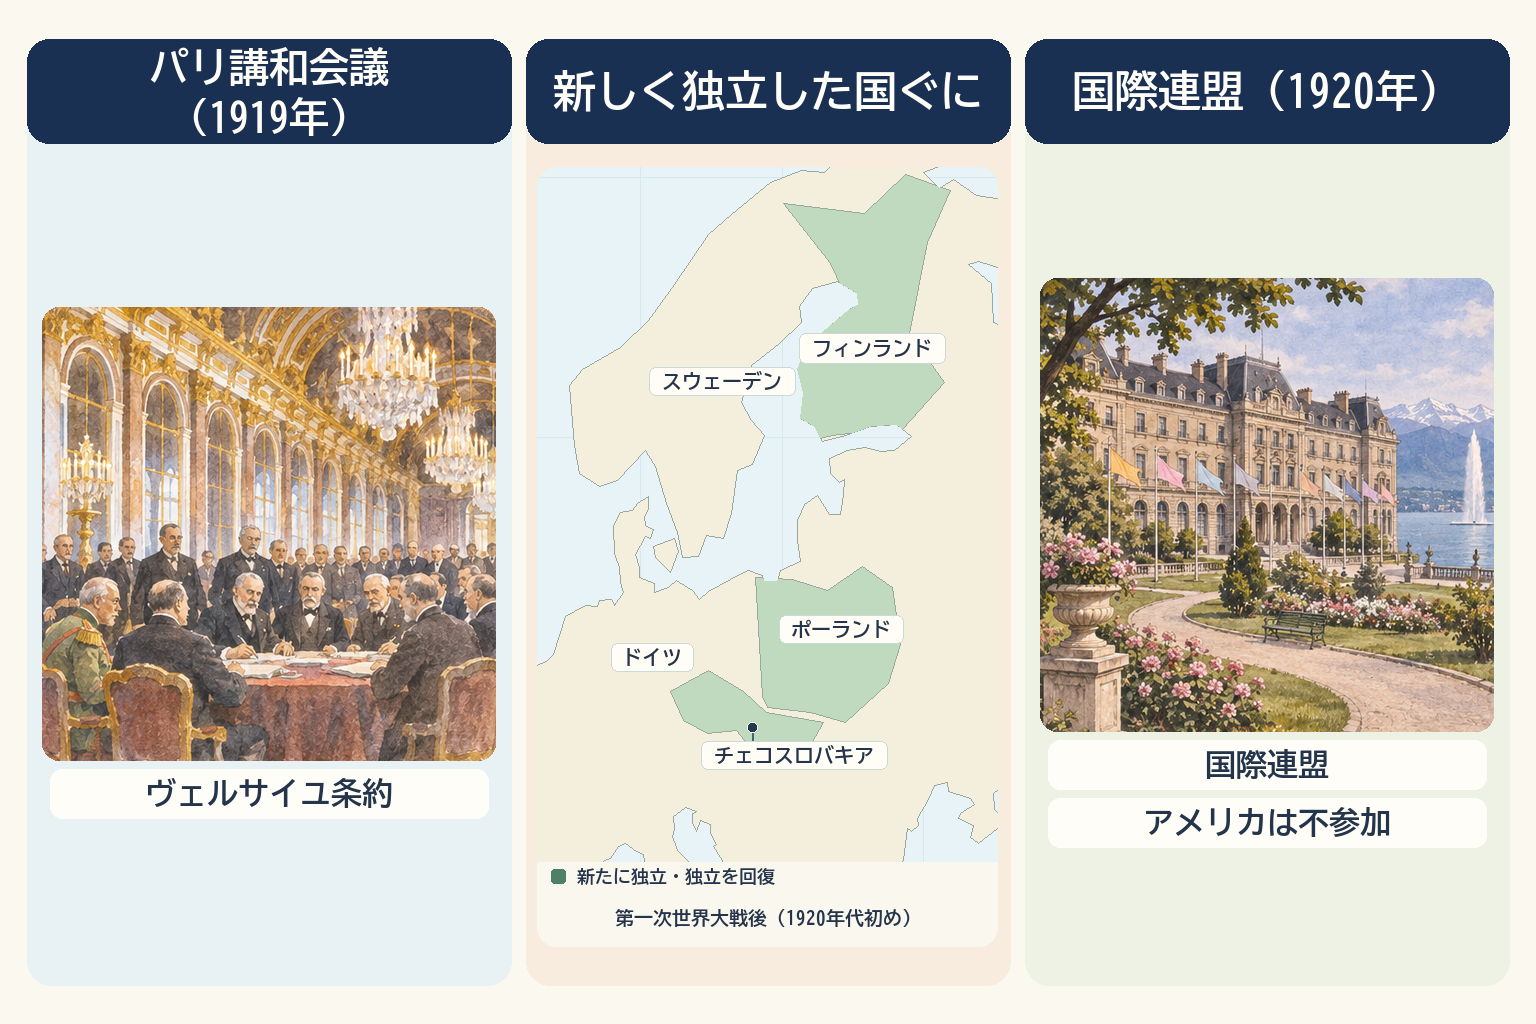 パリ講和会議
（1919年）
ヴェルサイユ条約
新しく独立した国ぐに
フィンランド
スウェーデン
ポーランド
ドイツ
チェコスロバキア
新たに独立・独立を回復
第一次世界大戦後（1920年代初め）
国際連盟（1920年）
国際連盟
アメリカは不参加